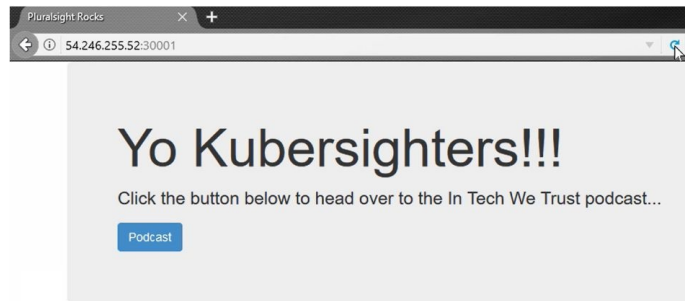 Pluralsight Rocks
54.246.255.52:30001
Yo Kubersighters!!!
Click the button below to head over to the In Tech We Trust podcast...
Podcast